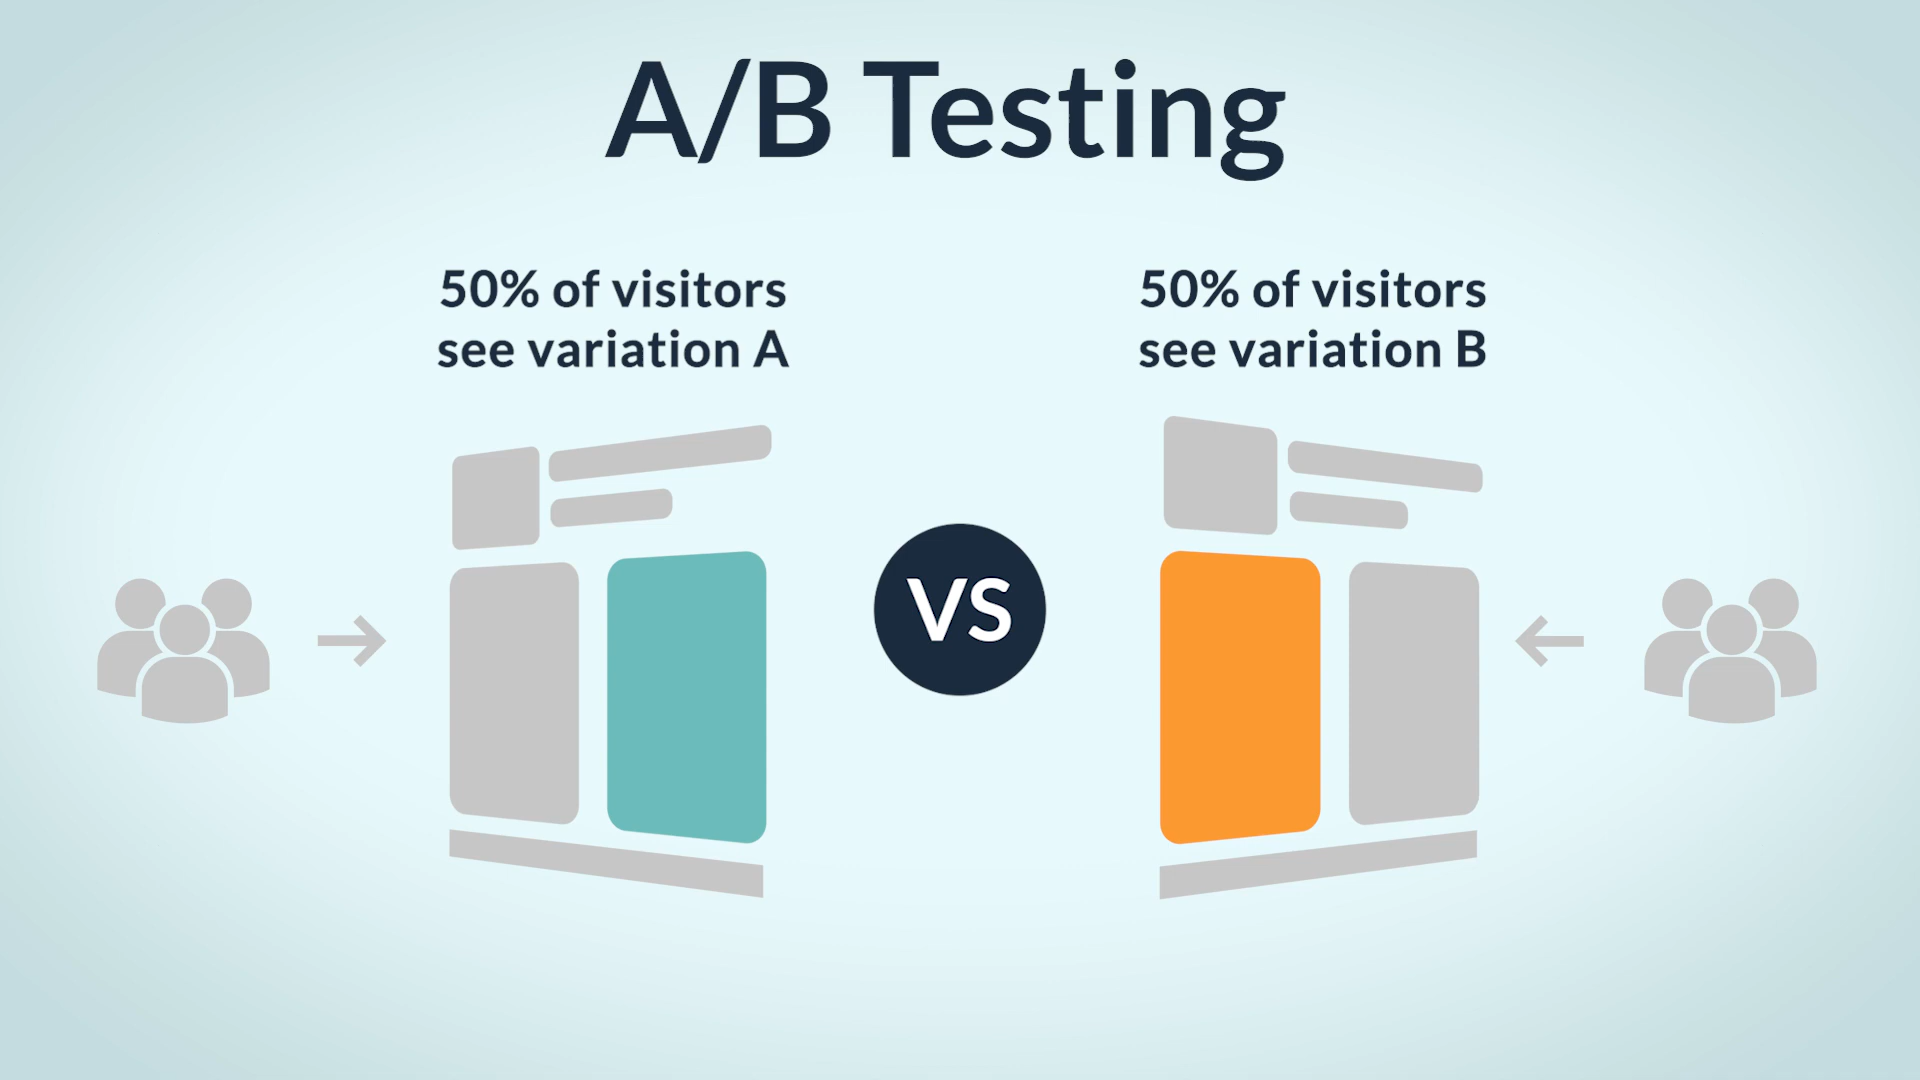 A/B Testing
50% of visitors
see variation A
50% of visitors
see variation B
VS